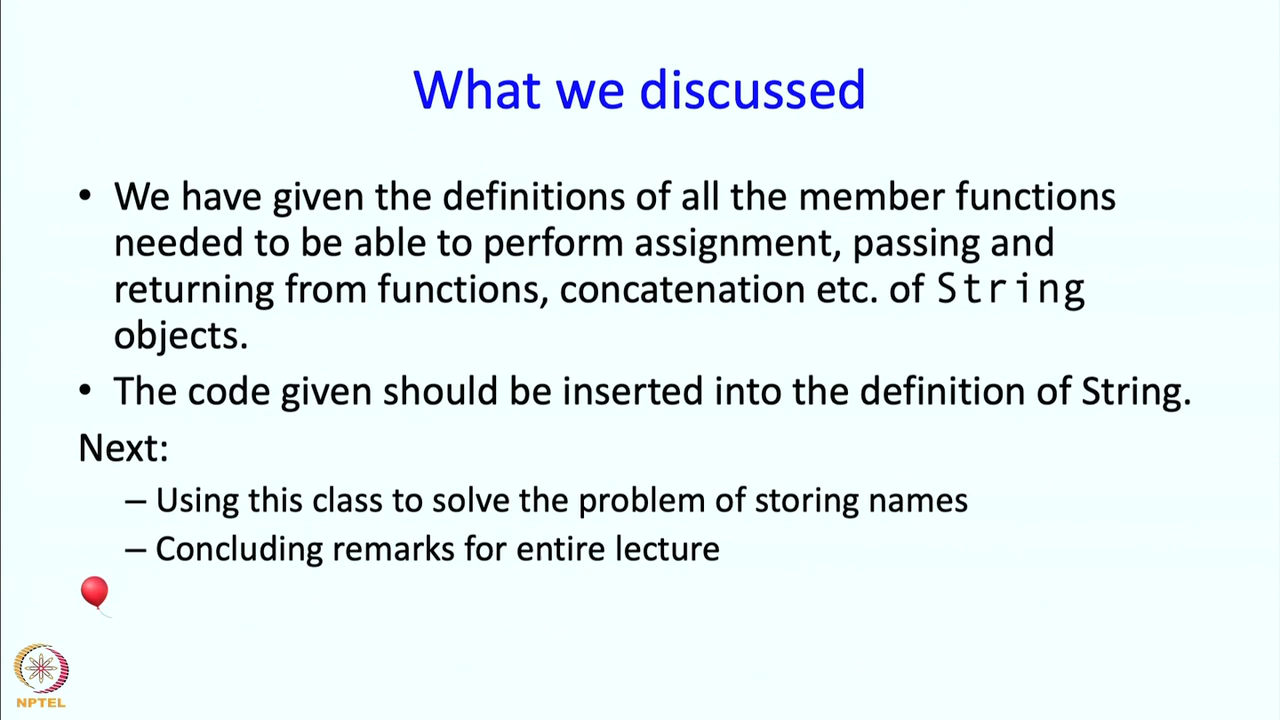 What we discussed
• We have given the definitions of all the member functions
needed to be able to perform assignment, passing and
returning from functions, concatenation etc. of String
objects.
• The code given should be inserted into the definition of String.
Next:
– Using this class to solve the problem of storing names
– Concluding remarks for entire lecture
NPTEL